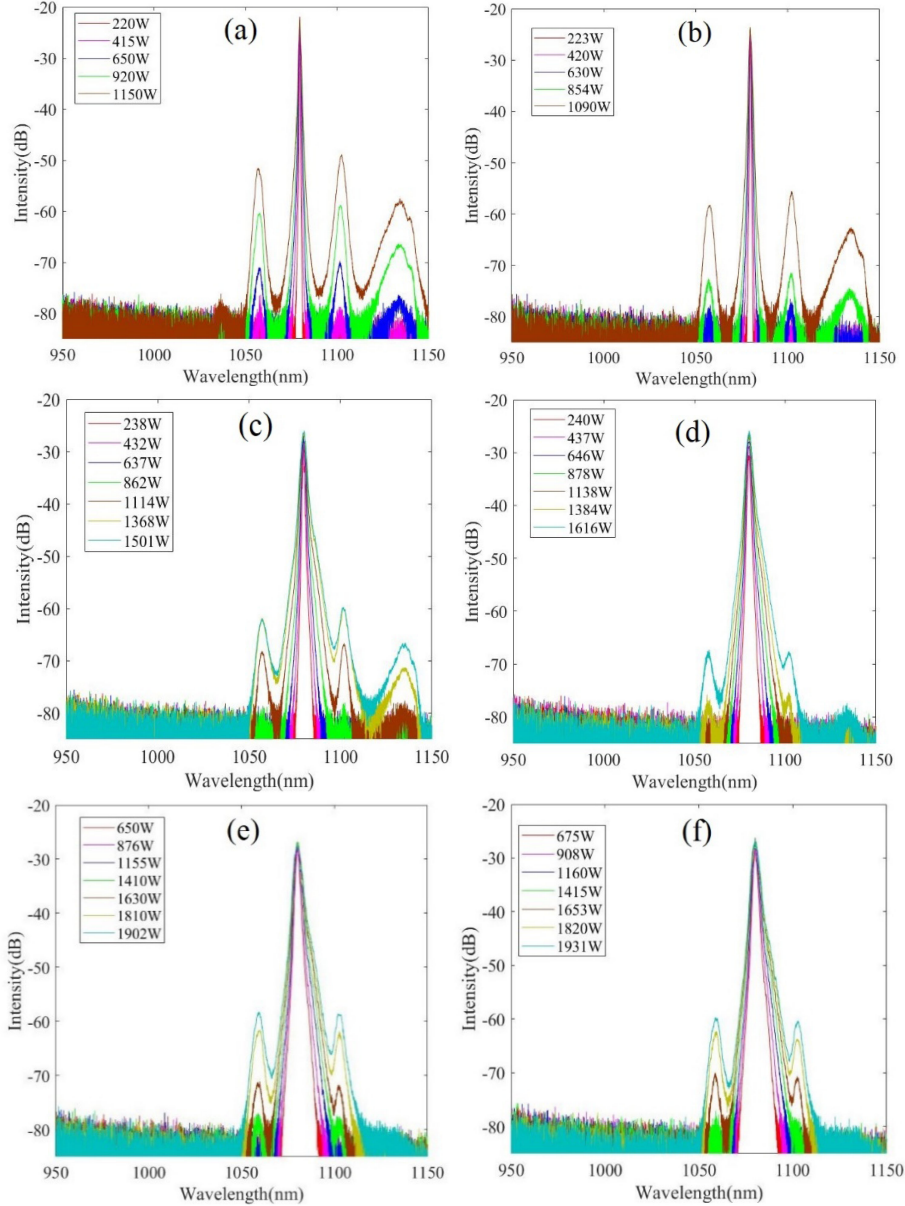 (a)
220W
415W
650W
920W
1150W
Intensity(dB)
-20
-30
-40
-50
-60
-70
-80
950
1000
1050
1100
1150
Wavelength(nm)
(b)
223W
420W
630W
854W
1090W
Intensity(dB)
-20
-30
-40
-50
-60
-70
-80
950
1000
1050
1100
1150
Wavelength(nm)
(c)
238W
432W
637W
862W
1114W
1368W
1501W
Intensity(dB)
-20
-30
-40
-50
-60
-70
-80
950
1000
1050
1100
1150
Wavelength(nm)
(d)
240W
437W
646W
878W
1138W
1384W
1616W
Intensity(dB)
-20
-30
-40
-50
-60
-70
-80
950
1000
1050
1100
1150
Wavelength(nm)
(e)
650W
876W
1155W
1410W
1630W
1810W
1902W
Intensity(dB)
-20
-30
-40
-50
-60
-70
-80
950
1000
1050
1100
1150
Wavelength(nm)
(f)
675W
908W
1160W
1415W
1653W
1820W
1931W
Intensity(dB)
-20
-30
-40
-50
-60
-70
-80
950
1000
1050
1100
1150
Wavelength(nm)